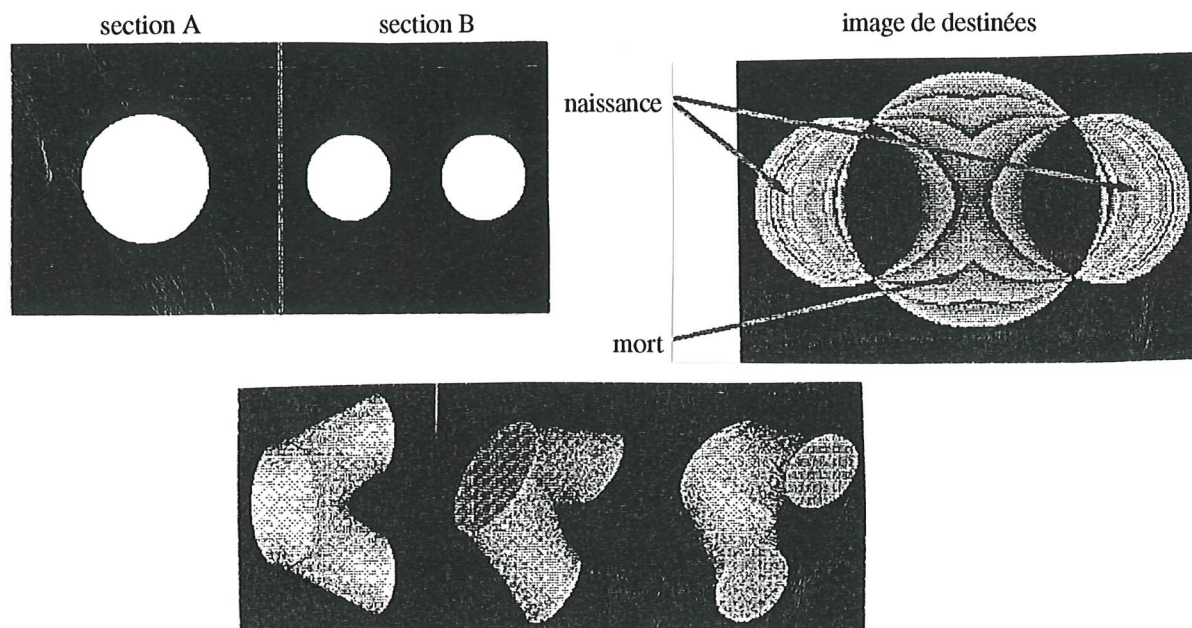 section A
section B
image de destinées
naissance
mort